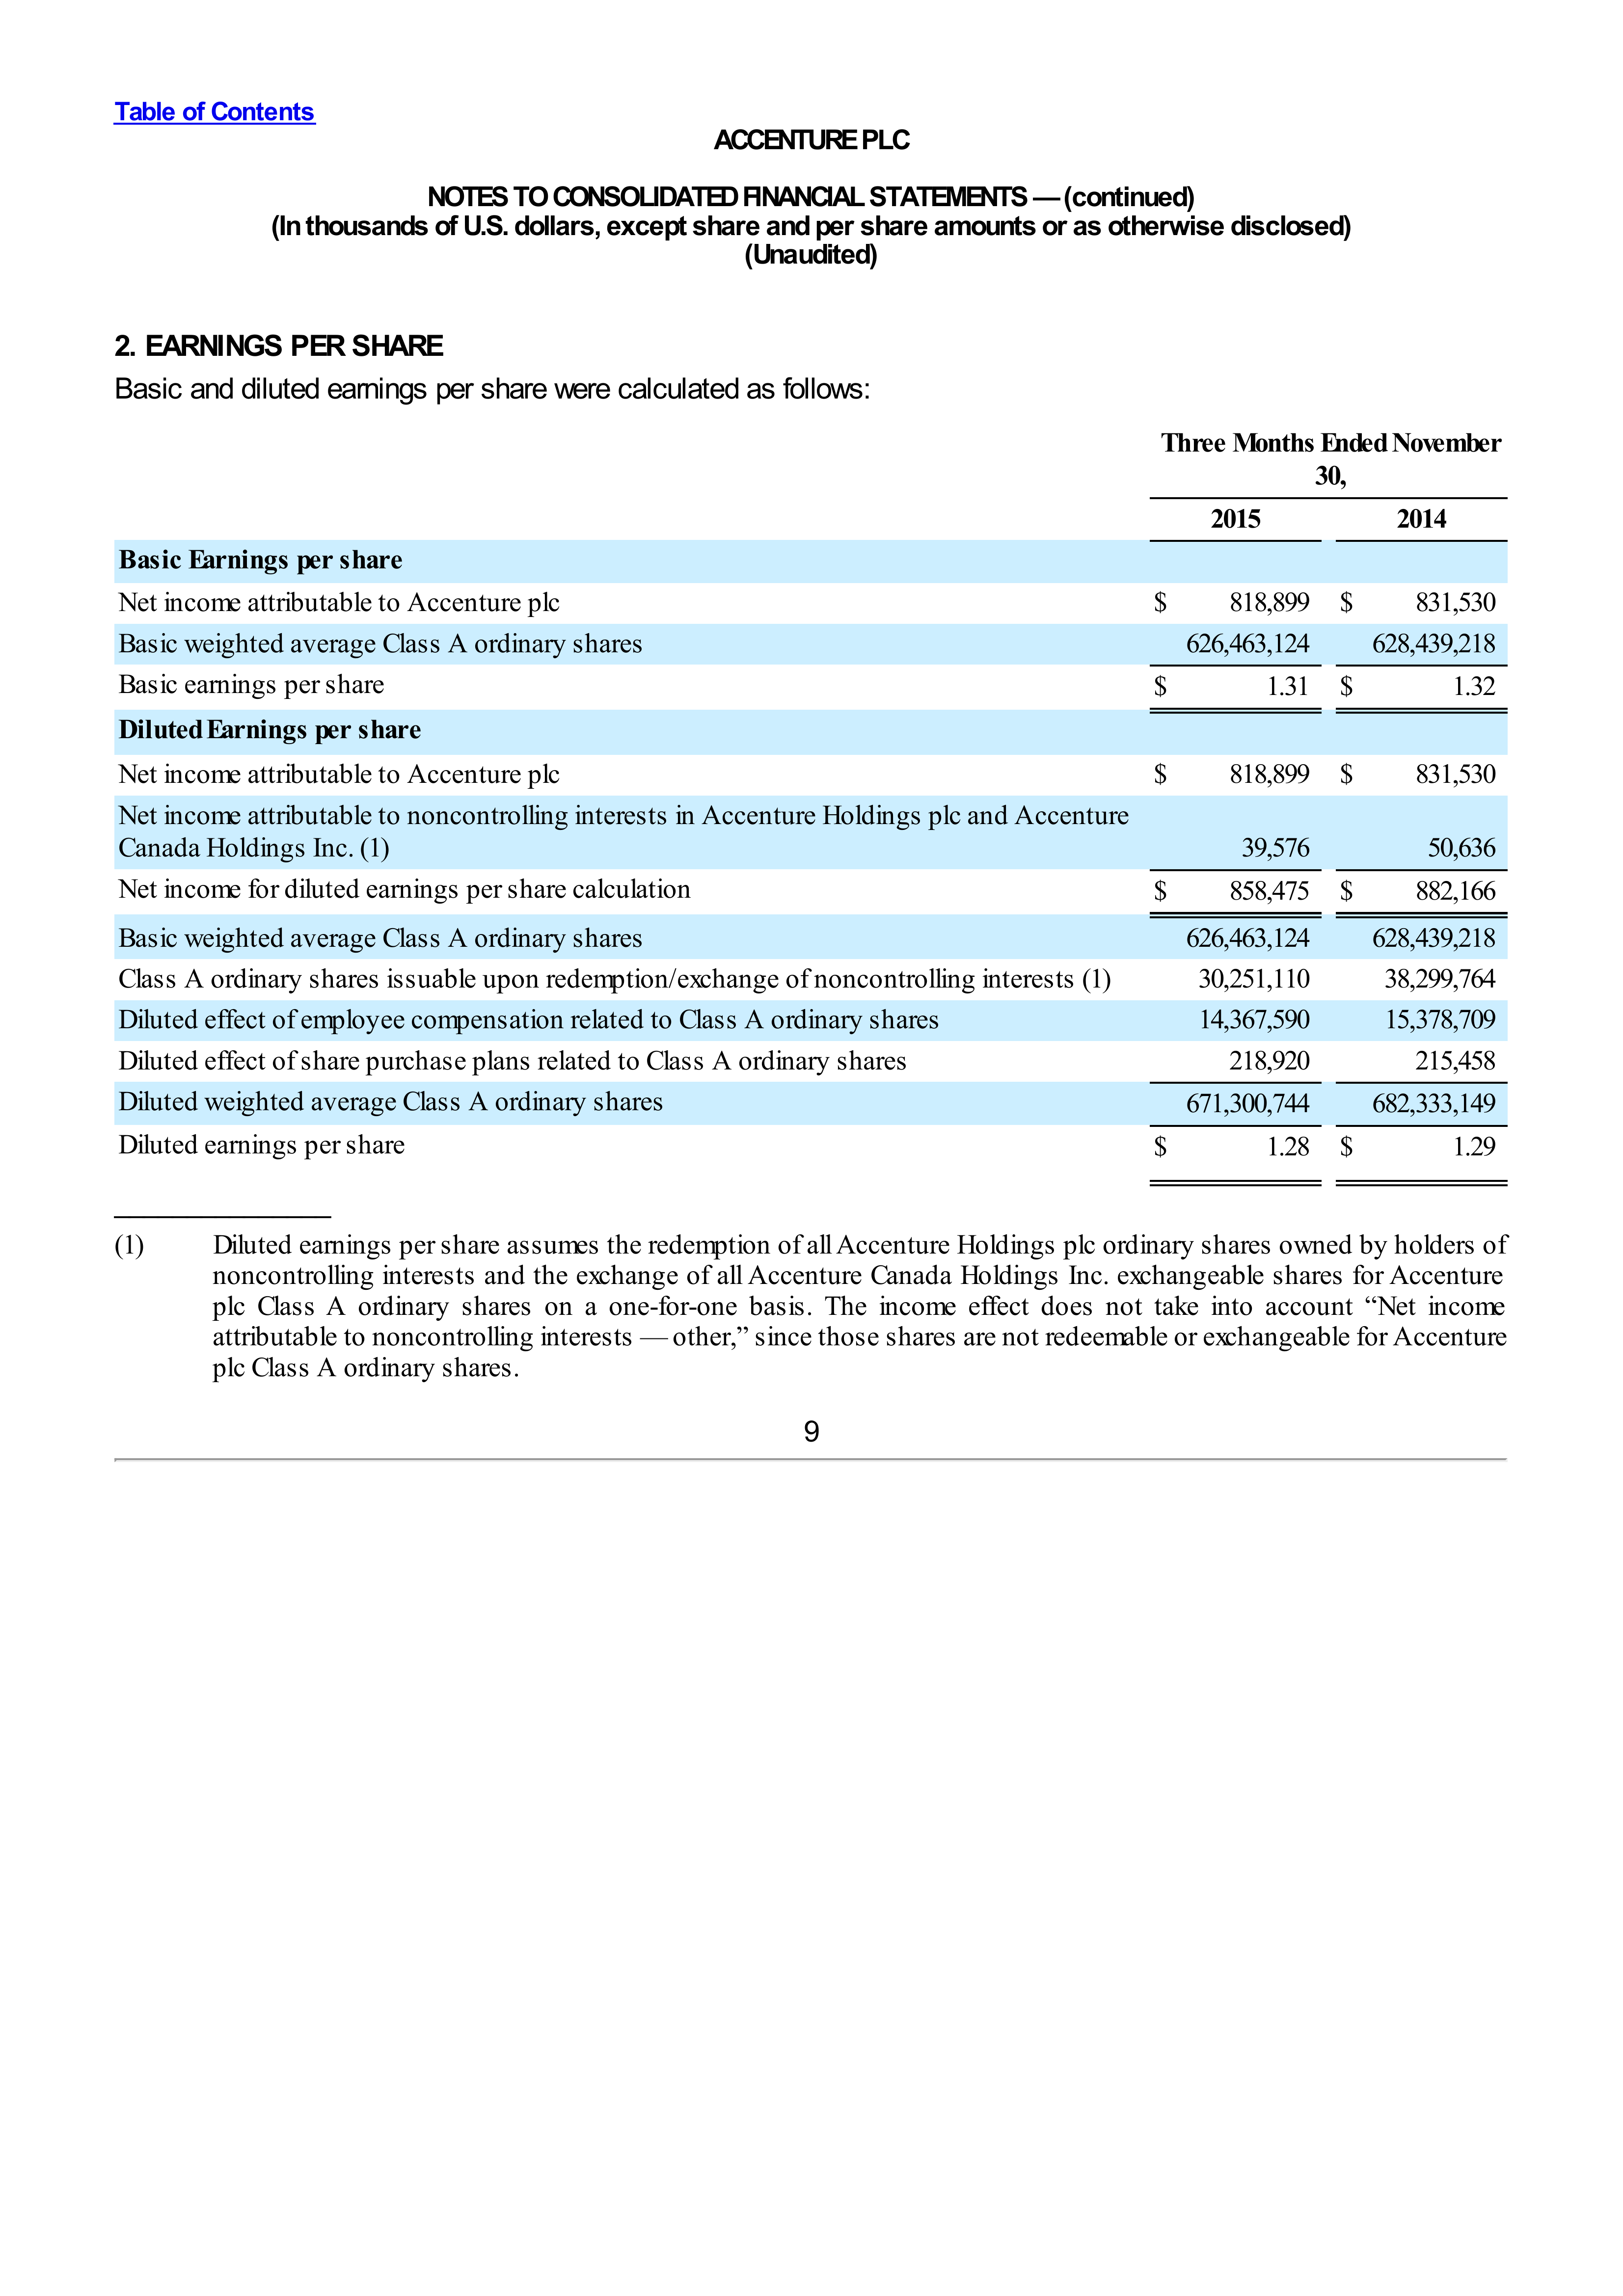 Table of Contents
ACCENTURE PLC
NOTES TO CONSOLIDATED FINANCIAL STATEMENTS — (continued)
(In thousands of U.S. dollars, except share and per share amounts or as otherwise disclosed)
(Unaudited)
2. EARNINGS PER SHARE
Basic and diluted earnings per share were calculated as follows:
Three Months Ended November
30,
2015 2014
Basic Earnings per share
Net income attributable to Accenture plc $ 818,899 $ 831,530
Basic weighted average Class A ordinary shares 626,463,124 628,439,218
Basic earnings per share $ 1.31 $ 1.32
Diluted Earnings per share
Net income attributable to Accenture plc $ 818,899 $ 831,530
Net income attributable to noncontrolling interests in Accenture Holdings plc and Accenture
Canada Holdings Inc. (1) 39,576 50,636
Net income for diluted earnings per share calculation $ 858,475 $ 882,166
Basic weighted average Class A ordinary shares 626,463,124 628,439,218
Class A ordinary shares issuable upon redemption/exchange of noncontrolling interests (1) 30,251,110 38,299,764
Diluted effect of employee compensation related to Class A ordinary shares 14,367,590 15,378,709
Diluted effect of share purchase plans related to Class A ordinary shares 218,920 215,458
Diluted weighted average Class A ordinary shares 671,300,744 682,333,149
Diluted earnings per share $ 1.28 $ 1.29
(1) Diluted earnings per share assumes the redemption of all Accenture Holdings plc ordinary shares owned by holders of
noncontrolling interests and the exchange of all Accenture Canada Holdings Inc. exchangeable shares for Accenture
plc Class A ordinary shares on a one-for-one basis. The income effect does not take into account “Net income
attributable to noncontrolling interests — other,” since those shares are not redeemable or exchangeable for Accenture
plc Class A ordinary shares.
9